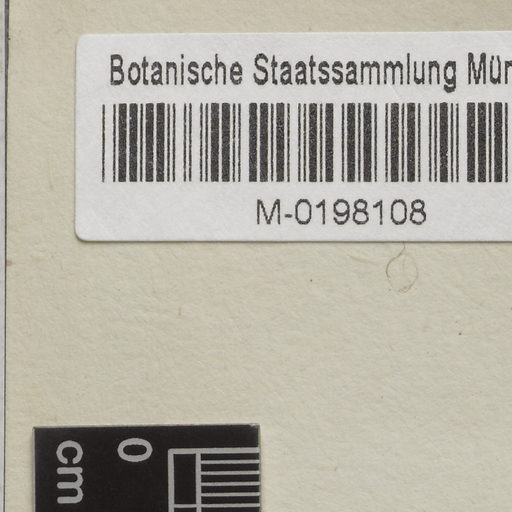 Botanische Staatssammlung Mün
M-0198108
0
cm